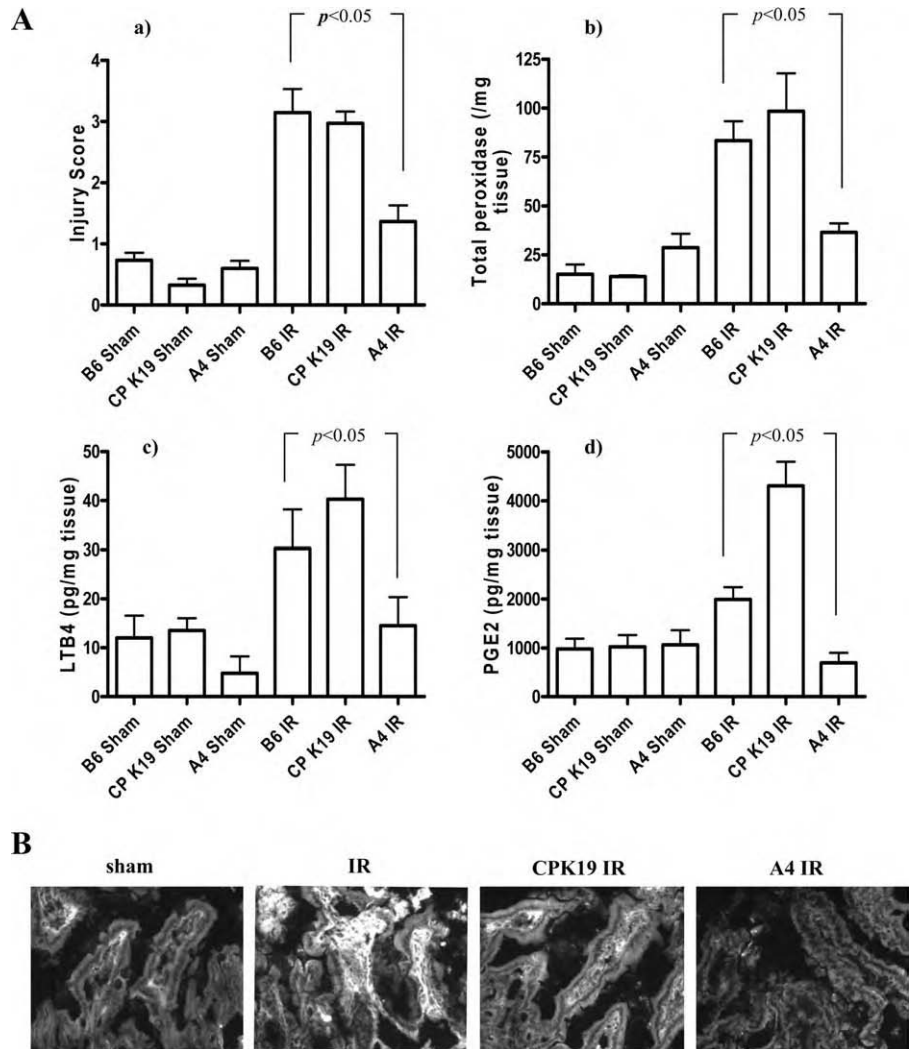 A
a)
p<0.05
Injury Score
4
3
2
1
0
B6 Sham
CP K19 Sham
A4 Sham
B6 IR
CP K19 IR
A4 IR
b)
p<0.05
Total peroxidase (/mg
tissue)
125
100
75
50
25
0
B6 Sham
CP K19 Sham
A4 Sham
B6 IR
CP K19 IR
A4 IR
c)
p<0.05
LTB4 (pg/mg tissue)
50
40
30
20
10
0
B6 Sham
CP K19 Sham
A4 Sham
B6 IR
CP K19 IR
A4 IR
d)
p<0.05
PGE2 (pg/mg tissue)
5000
4000
3000
2000
1000
0
B6 Sham
CP K19 Sham
A4 Sham
B6 IR
CP K19 IR
A4 IR
B
sham
IR
CPK19 IR
A4 IR